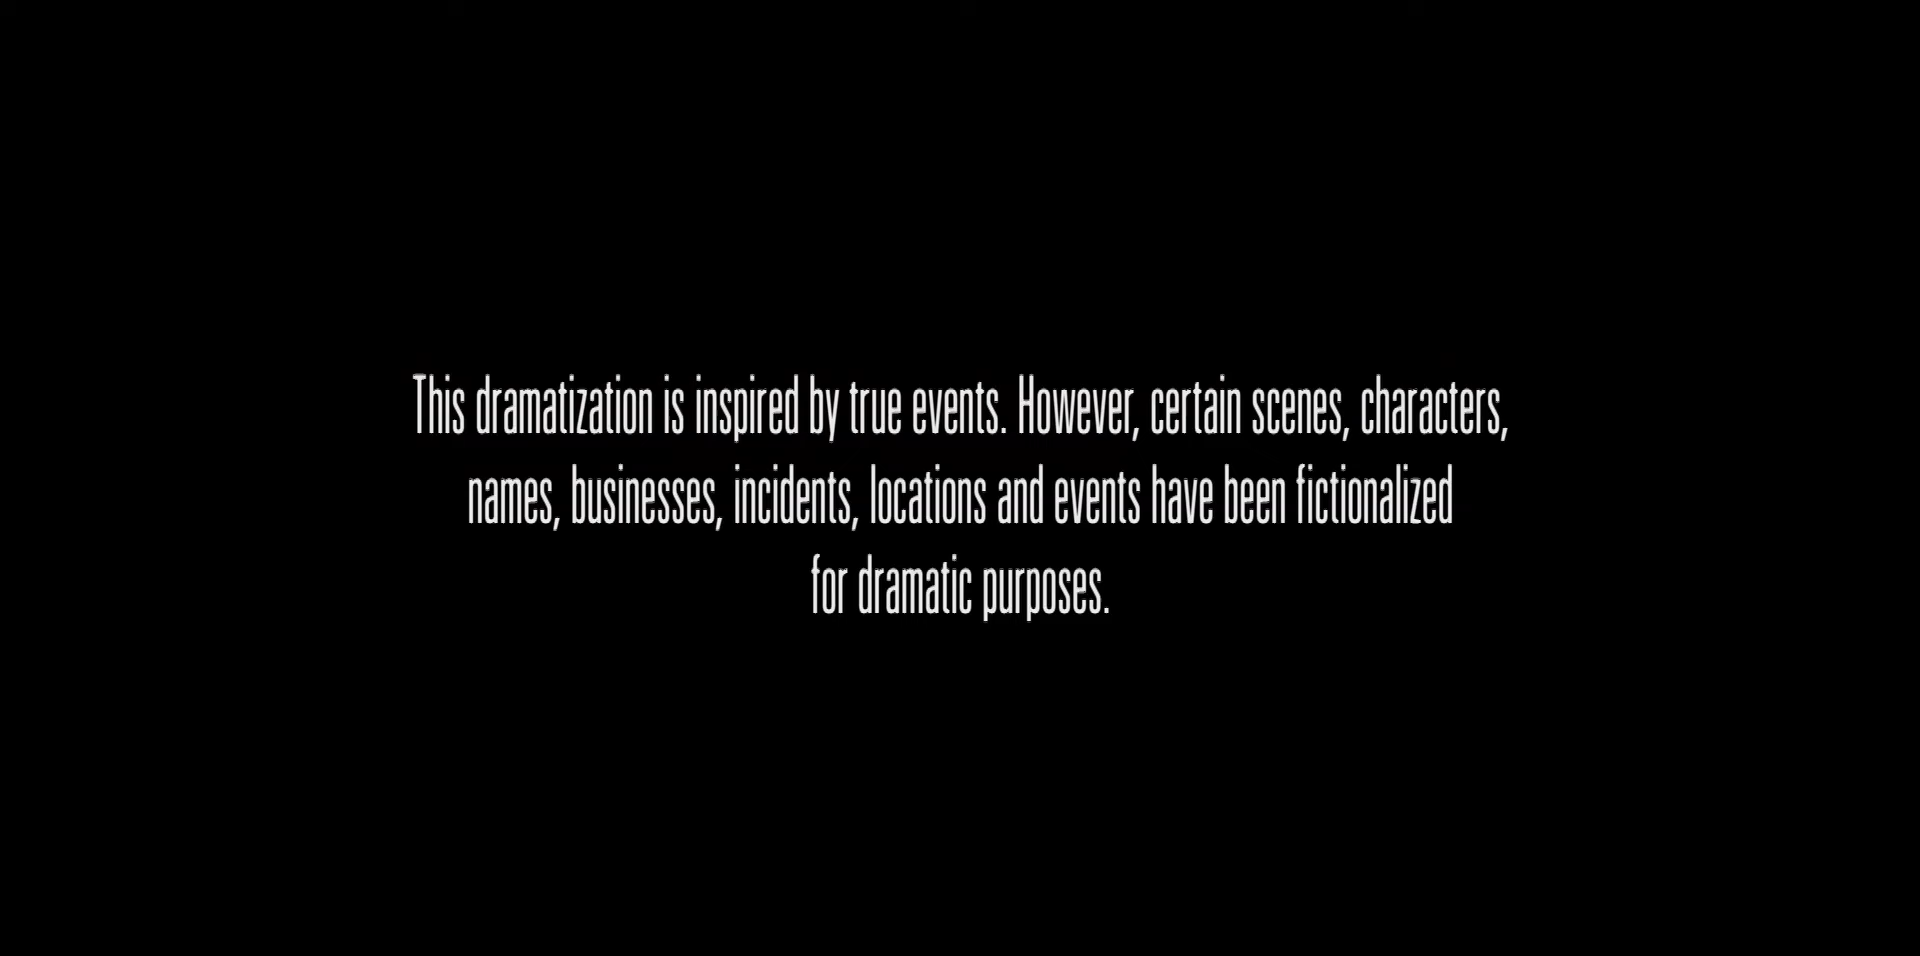 This dramatization is inspired by true events. However, certain scenes, characters,
names, businesses, incidents, locations and events have been fictionalized
for dramatic purposes.